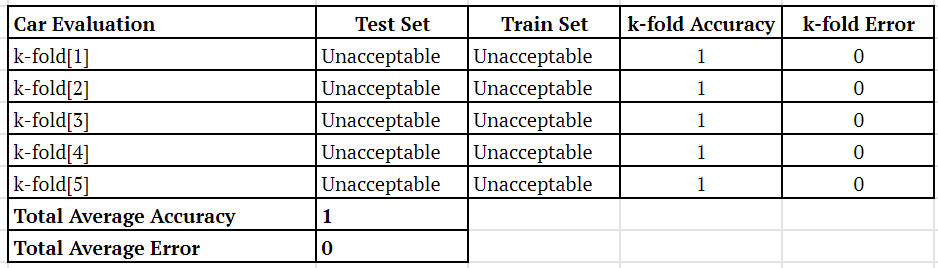 Car Evaluation Test Set Train Set k-fold Accuracy k-fold Error
k-fold[1] Unacceptable Unacceptable 1 0
k-fold[2] Unacceptable Unacceptable 1 0
k-fold[3] Unacceptable Unacceptable 1 0
k-fold[4] Unacceptable Unacceptable 1 0
k-fold[5] Unacceptable Unacceptable 1 0
Total Average Accuracy 1
Total Average Error 0